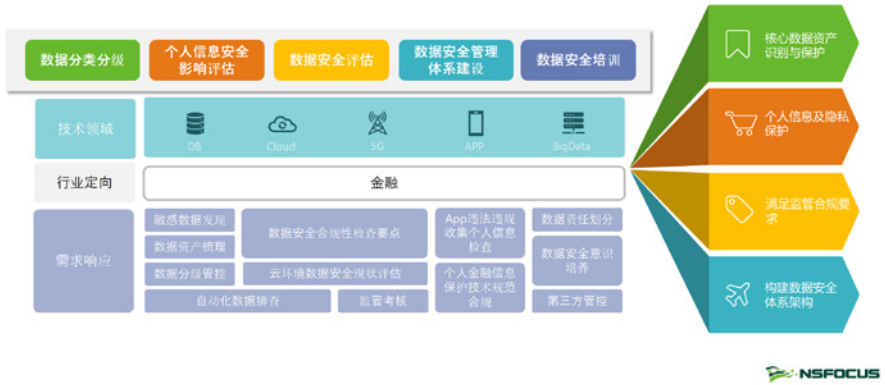 数据分类分级
个人信息安全
影响评估
数据安全评估
数据安全管理
体系建设
数据安全培训
技术领域
DB
Cloud
5G
APP
BigData
行业定向
金融
需求响应
敏感数据发现
数据资产梳理
数据分级管控
自动化数据排查
数据安全合规性检查要点
云环境数据安全现状评估
监管考核
App违法违规
收集个人信息
检查
个人金融信息
保护技术规范
合规
数据责任划分
数据安全意识
培养
第三方管控
核心数据资产
识别与保护
个人信息及隐私
保护
满足监管合规要
求
构建数据安全
体系架构
NSFOCUS